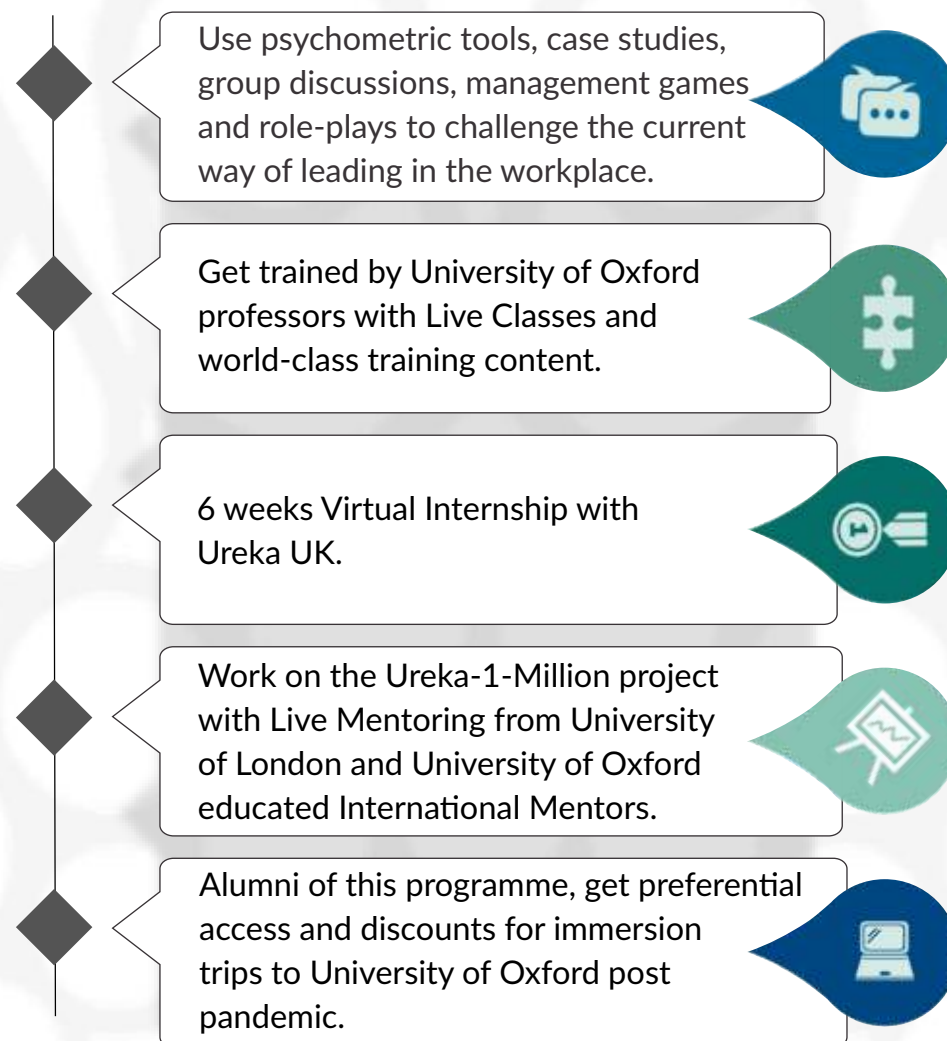 Use psychometric tools, case studies,
group discussions, management games
and role-plays to challenge the current
way of leading in the workplace.
Get trained by University of Oxford
professors with Live Classes and
world-class training content.
6 weeks Virtual Internship with
Ureka UK.
Work on the Ureka-1-Million project
with Live Mentoring from University
of London and University of Oxford
educated International Mentors.
Alumni of this programme, get preferential
access and discounts for immersion
trips to University of Oxford post
pandemic.